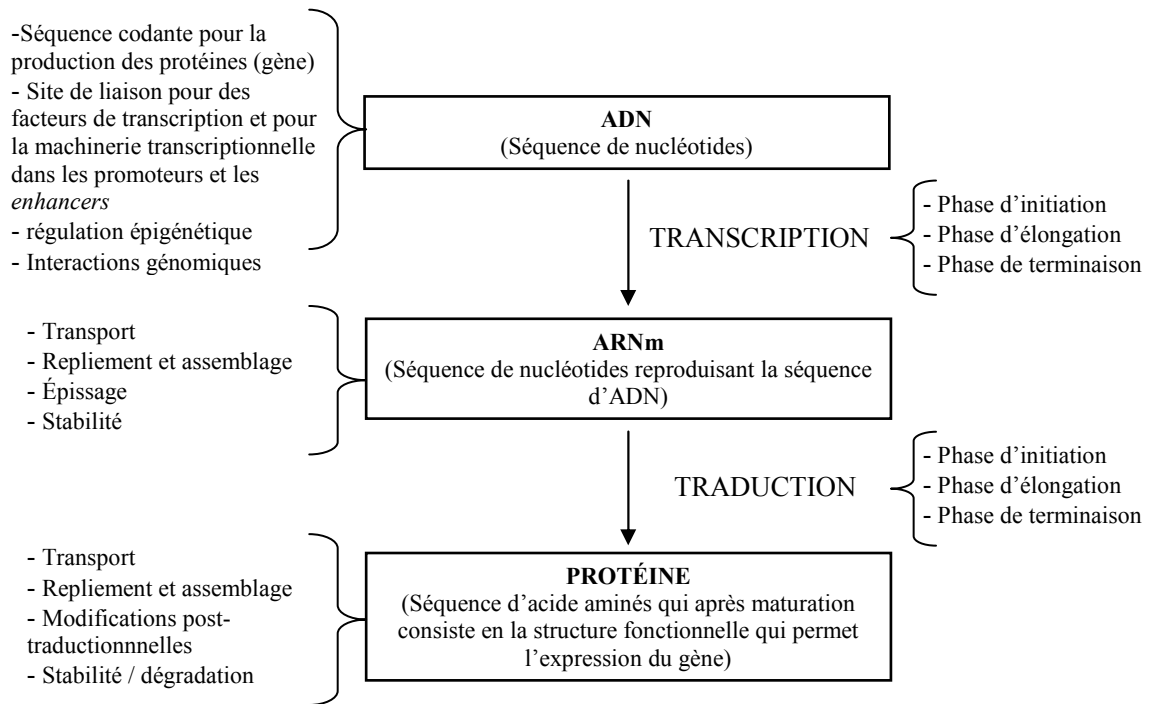 -Séquence codante pour la
production des protéines (gène)
- Site de liaison pour des
facteurs de transcription et pour
la machinerie transcriptionnelle
dans les promoteurs et les
enhancers
- régulation épigénétique
- Interactions génomiques
ADN
(Séquence de nucléotides)
TRANSCRIPTION
- Phase d’initiation
- Phase d’élongation
- Phase de terminaison
- Transport
- Repliement et assemblage
- Épissage
- Stabilité
ARNm
(Séquence de nucléotides reproduisant la séquence
d’ADN)
TRADUCTION
- Phase d’initiation
- Phase d’élongation
- Phase de terminaison
- Transport
- Repliement et assemblage
- Modifications post-
traductionnnelles
- Stabilité / dégradation
PROTÉINE
(Séquence d’acide aminés qui après maturation
consiste en la structure fonctionnelle qui permet
l’expression du gène)